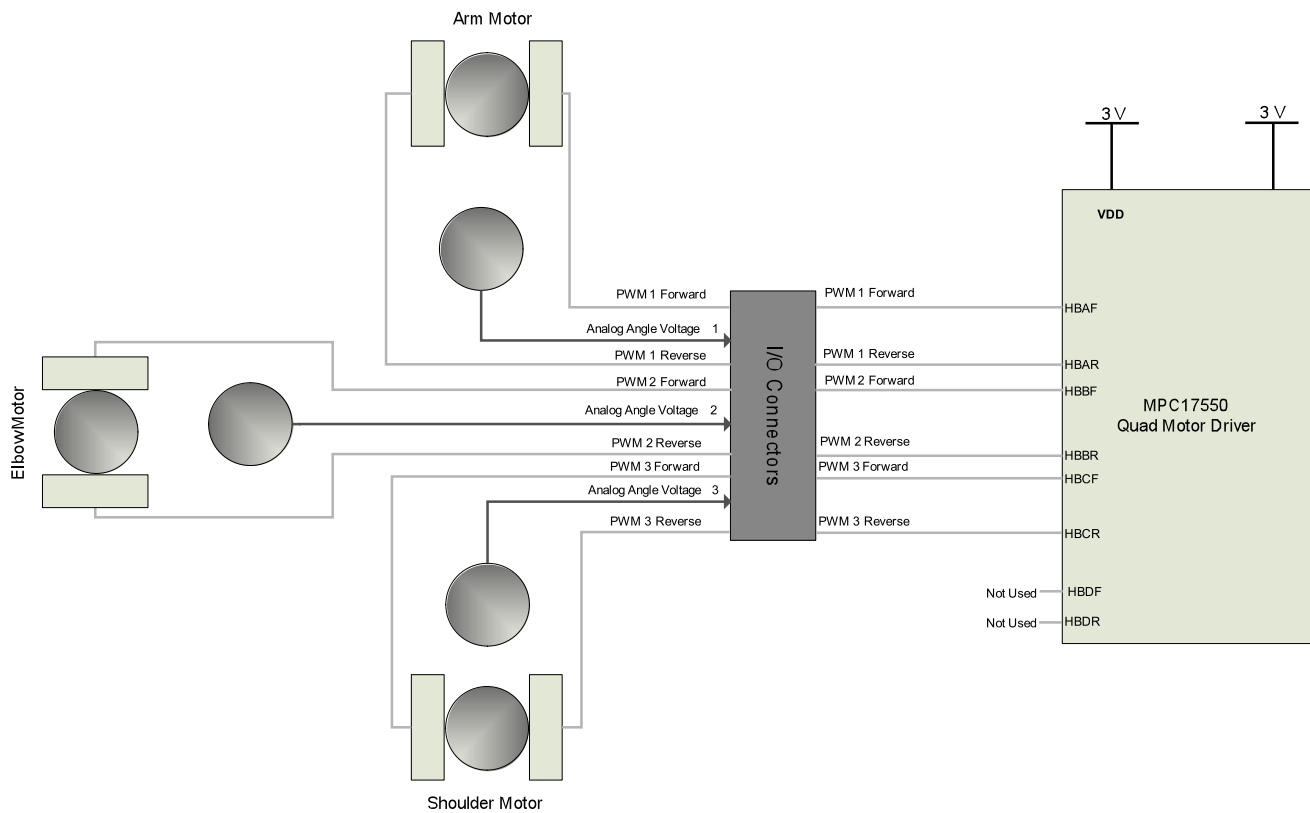 Arm Motor
3 V
3 V
VDD
PWM 1 Forward
PWM 1 Forward
HBAF
Analog Angle Voltage 1
PWM 1 Reverse
PWM 1 Reverse
HBAR
PWM 2 Forward
PWM 2 Forward
HBBF
Analog Angle Voltage 2
MPC17550
Quad Motor Driver
I/O Connectors
ElbowMotor
PWM 2 Reverse
PWM 2 Reverse
HBBR
PWM 3 Forward
PWM 3 Forward
HBCF
Analog Angle Voltage 3
PWM 3 Reverse
PWM 3 Reverse
HBCR
Not Used
HBDF
Not Used
HBDR
Shoulder Motor